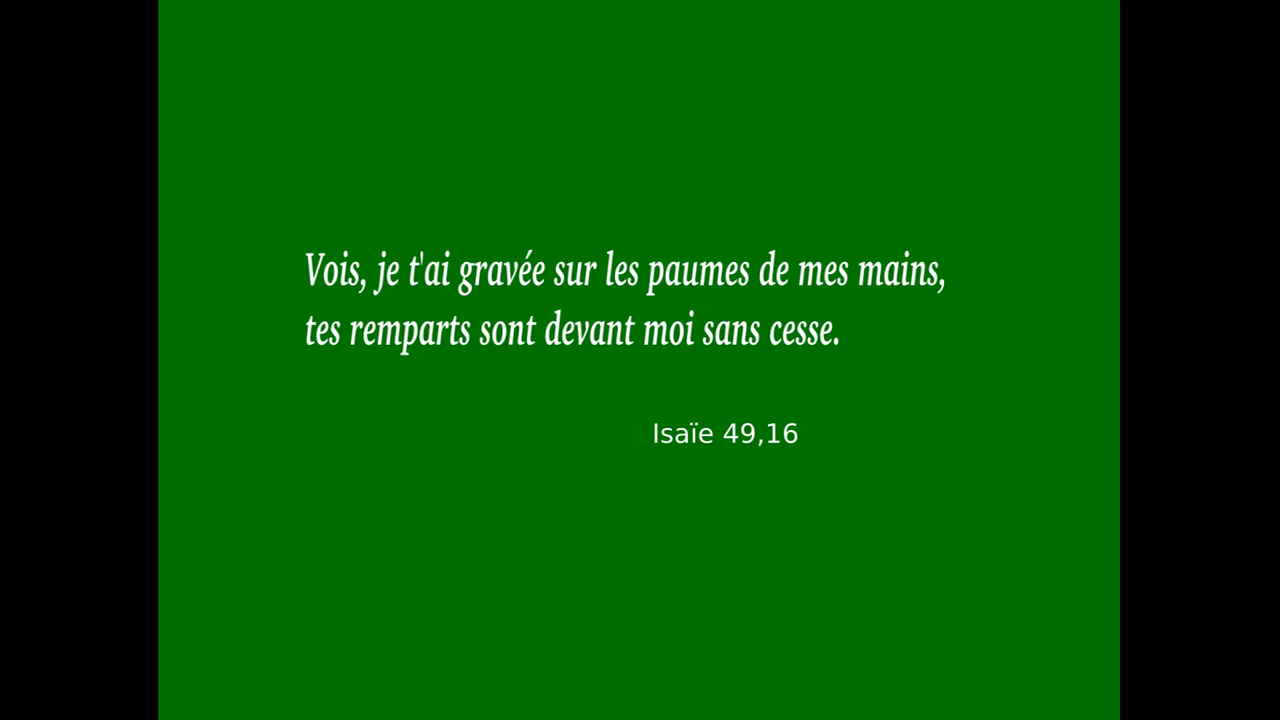 Vois, je t'ai gravée sur les paumes de mes mains,
tes remparts sont devant moi sans cesse.
Isaïe 49,16